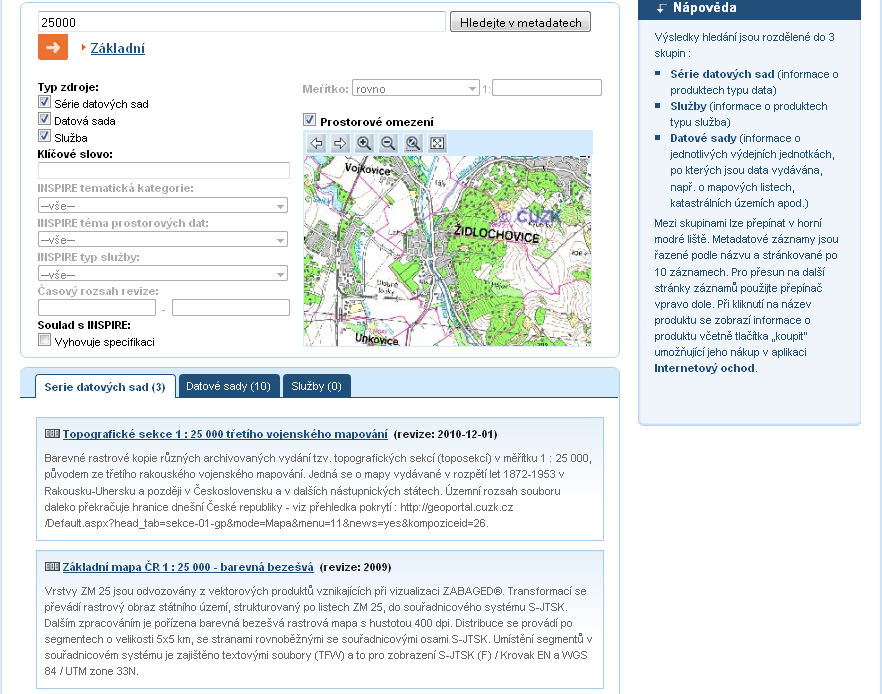 25000
Hledejte v metadatech
Základní
Typ zdroje:
Série datových sad
Datová sada
Služba
Klíčové slovo:
INSPIRE tematická kategorie:
--vše--
INSPIRE téma prostorových dat:
--vše--
INSPIRE typ služby:
--vše--
Časový rozsah revize:
-
Soulad s INSPIRE:
Vyhovuje specifikaci
Meřítko: rovno 1:
Prostorové omezení
Vojkovice
ČÚZK
ŽIDLOCHOVICE
Unkovice
Serie datových sad (3)
Datové sady (10)
Služby (0)
Topografické sekce 1 : 25 000 třetího vojenského mapování (revize: 2010-12-01)
Barevné rastrové kopie různých archivovaných vydání tzv. topografických sekcí (toposekcí) v měřítku 1 : 25 000,
původem ze třetího rakouského vojenského mapování. Jedná se o mapy vydávané v rozpětí let 1872-1953 v
Rakousku-Uhersku a později v Československu a v dalších nástupnických státech. Územní rozsah souboru
daleko překračuje hranice dnešní České republiky - viz přehledka pokrytí : http://geoportal.cuzk.cz
/Default.aspx?head_tab=sekce-01-gp&mode=Mapa&menu=11&news=yes&kompoziceid=26.
Základní mapa ČR 1 : 25 000 - barevná bezešvá (revize: 2009)
Vrstvy ZM 25 jsou odvozovány z vektorových produktů vznikajících při vizualizaci ZABAGED®. Transformací se
převádí rastrový obraz státního území, strukturovaný po listech ZM 25, do souřadnicového systému S-JTSK.
Dalším zpracováním je pořízena barevná bezešvá rastrová mapa s hustotou 400 dpi. Distribuce se provádí po
segmentech o velikosti 5x5 km, se stranami rovnoběžnými se souřadnicovými osami S-JTSK. Umístění segmentů v
souřadnicovém systému je zajištěno textovými soubory (TFW) a to pro zobrazení S-JTSK (F) / Krovak EN a WGS
84 / UTM zone 33N.
Nápověda
Výsledky hledání jsou rozdělené do 3
skupin :
Série datových sad (informace o
produktech typu data)
Služby (informace o produktech
typu služba)
Datové sady (informace o
jednotlivých výdejních jednotkách,
po kterých jsou data vydávána,
např. o mapových listech,
katastrálních územích apod.)
Mezi skupinami lze přepínat v horní
modré liště. Metadatové záznamy jsou
řazené podle názvu a stránkované po
10 záznamech. Pro přesun na další
stránky záznamů použijte přepínač
vpravo dole. Při kliknutí na název
produktu se zobrazí informace o
produktu včetně tlačítka „koupit“
umožňující jeho nákup v aplikaci
Internetový ochod.